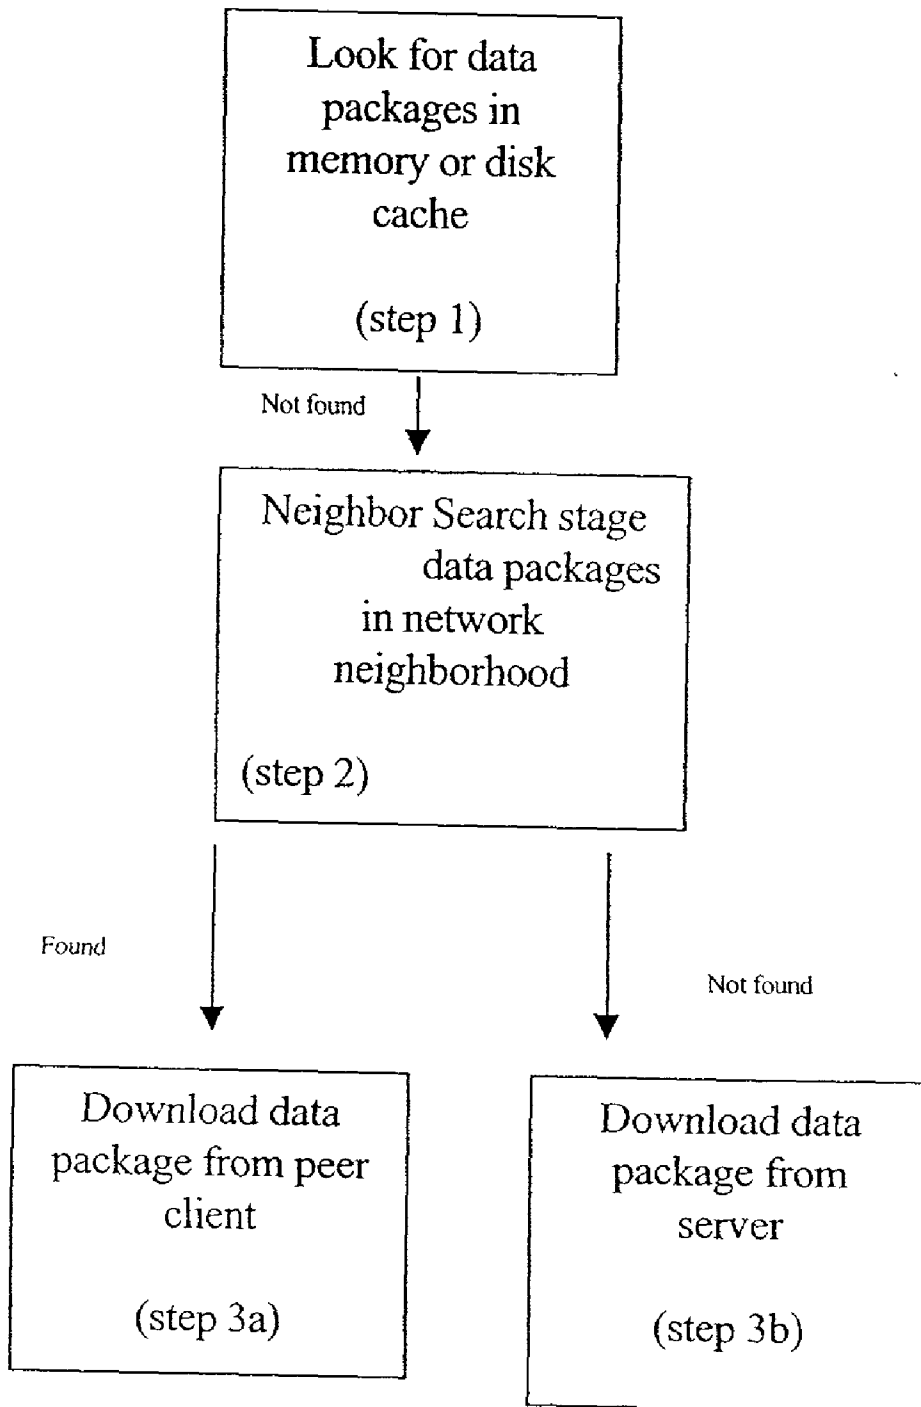 Look for data
packages in
memory or disk
cache
(step 1)
Not found
Neighbor Search stage
data packages
in network
neighborhood
(step 2)
Found
Not found
Download data
package from peer
client
(step 3a)
Download data
package from
server
(step 3b)